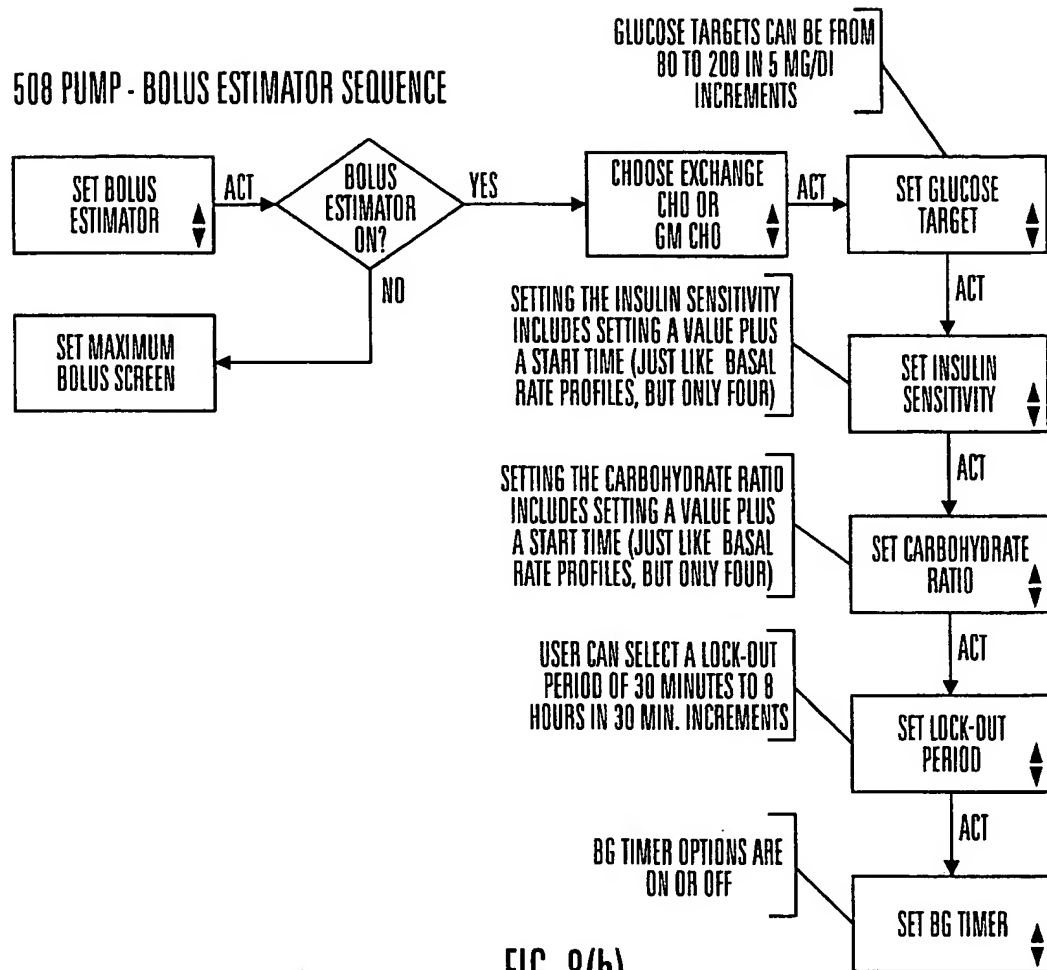 508 PUMP - BOLUS ESTIMATOR SEQUENCE
GLUCOSE TARGETS CAN BE FROM
80 TO 200 IN 5 MG/DI
INCREMENTS
SET BOLUS
ESTIMATOR
ACT
BOLUS
ESTIMATOR
ON?
YES
CHOOSE EXCHANGE
CHO OR
GM CHO
ACT
SET GLUCOSE
TARGET
NO
ACT
SET MAXIMUM
BOLUS SCREEN
SETTING THE INSULIN SENSITIVITY
INCLUDES SETTING A VALUE PLUS
A START TIME (JUST LIKE BASAL
RATE PROFILES, BUT ONLY FOUR)
SET INSULIN
SENSITIVITY
ACT
SETTING THE CARBOHYDRATE RATIO
INCLUDES SETTING A VALUE PLUS
A START TIME (JUST LIKE BASAL
RATE PROFILES, BUT ONLY FOUR)
SET CARBOHYDRATE
RATIO
ACT
USER CAN SELECT A LOCK-OUT
PERIOD OF 30 MINUTES TO 8
HOURS IN 30 MIN. INCREMENTS
SET LOCK-OUT
PERIOD
ACT
BG TIMER OPTIONS ARE
ON OR OFF
SET BG TIMER
FIG. 8(b)